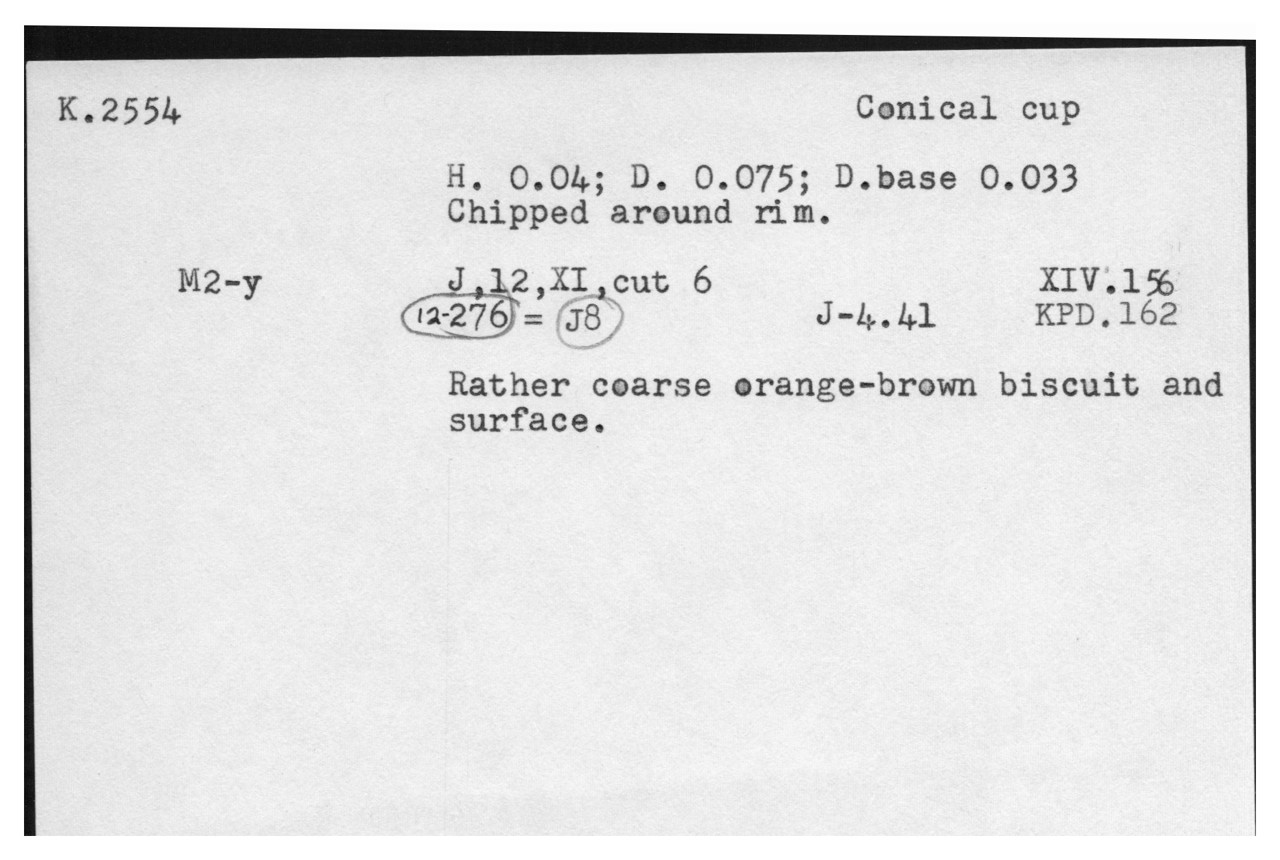 K.2554 Conical cup
H. 0.04; D. 0.075; D.base 0.033
Chipped around rim.
M2-y J,12,XI,cut 6 XIV.156
12-276 = J8 J-4.41 KPD.162
Rather coarse orange-brown biscuit and
surface.